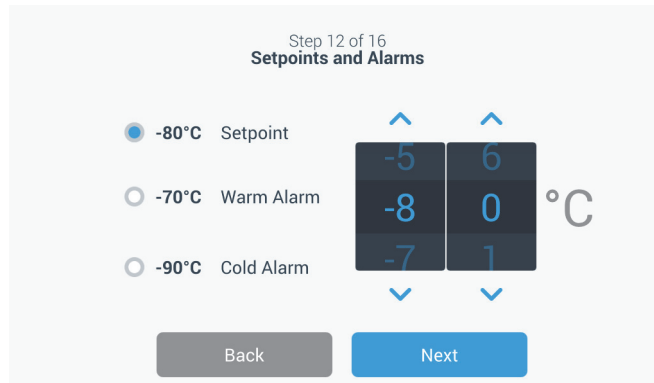 Step 12 of 16
Setpoints and Alarms
-80°C Setpoint
-70°C Warm Alarm
-90°C Cold Alarm
-5 6
-8 0 °C
-7 1
Back Next